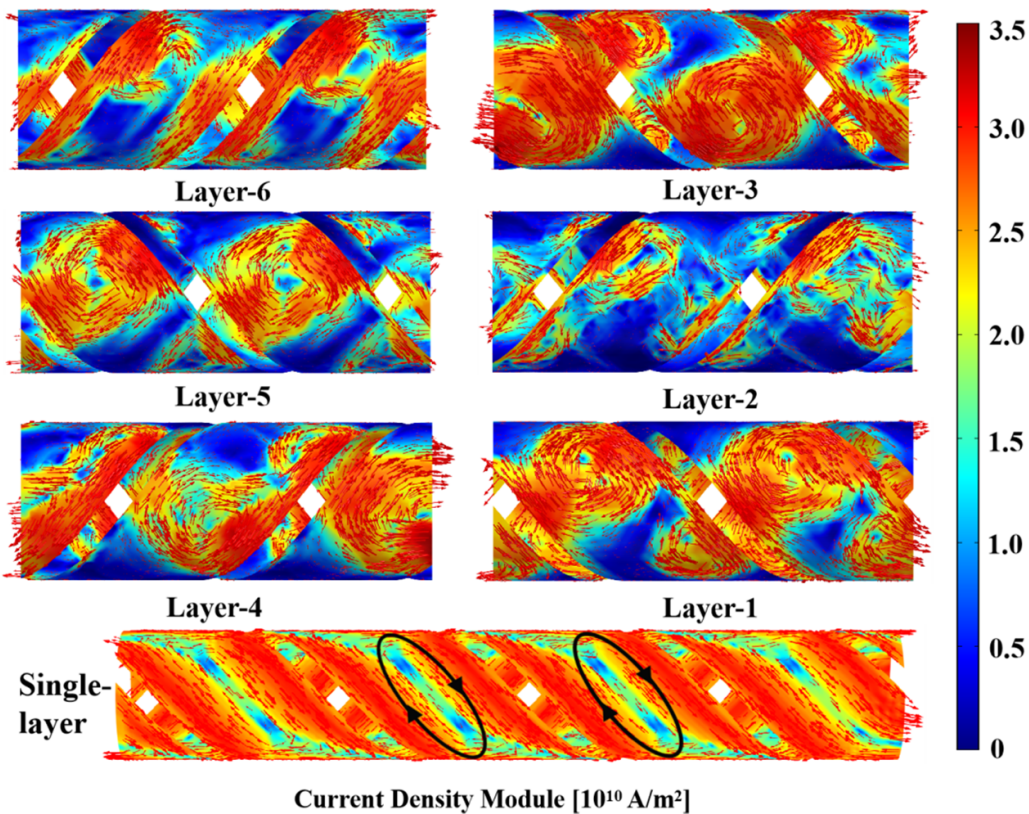 Layer-6
Layer-3
Layer-5
Layer-2
Layer-4
Layer-1
Single-
layer
Current Density Module [10¹⁰ A/m²]
3.5
3.0
2.5
2.0
1.5
1.0
0.5
0